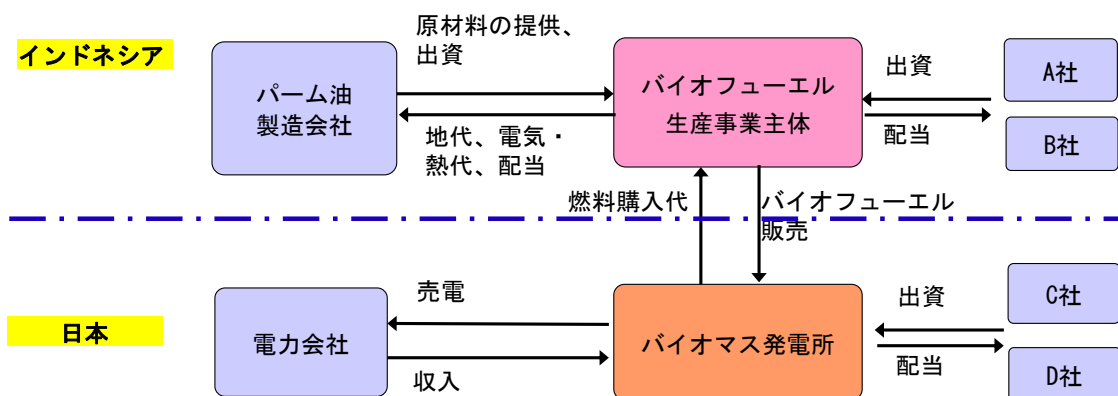 インドネシア
パーム油
製造会社
原材料の提供、
出資
地代、電気・
熱代、配当
バイオフューエル
生産事業主体
出資
配当
A社
B社
燃料購入代
バイオフューエル
販売
日本
電力会社
売電
収入
バイオマス発電所
出資
配当
C社
D社